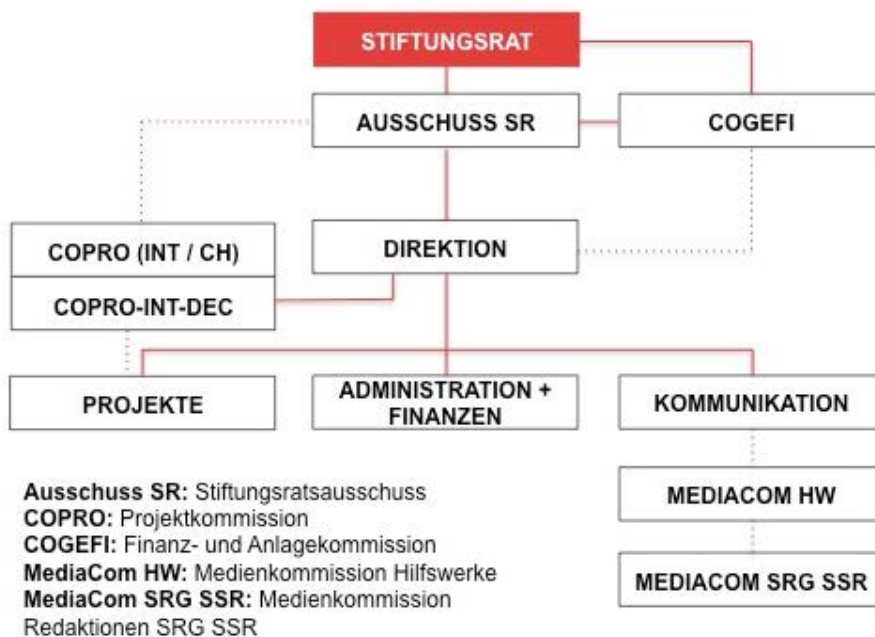 STIFTUNGSRAT
AUSSCHUSS SR
COGEFI
COPRO (INT / CH)
DIREKTION
COPRO-INT-DEC
PROJEKTE
ADMINISTRATION +
FINANZEN
KOMMUNIKATION
MEDIACOM HW
MEDIACOM SRG SSR
Ausschuss SR: Stiftungsratsausschuss
COPRO: Projektkommission
COGEFI: Finanz- und Anlagekommission
MediaCom HW: Medienkommission Hilfswerke
MediaCom SRG SSR: Medienkommission
Redaktionen SRG SSR